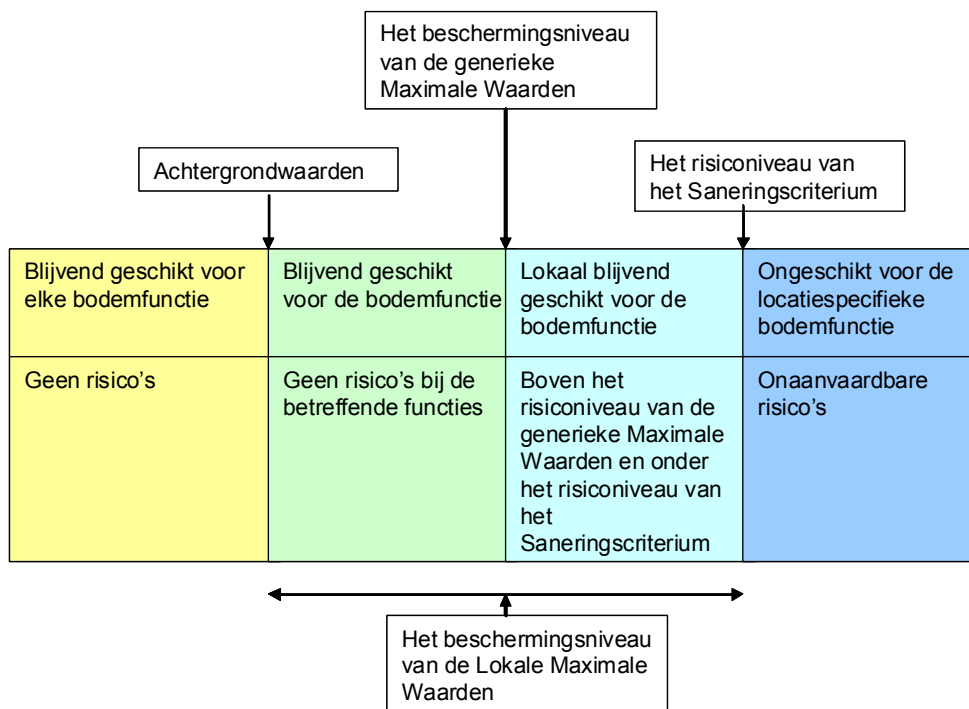 Het beschermingsniveau
van de generieke
Maximale Waarden
Achtergrondwaarden
Het risiconiveau van
het Saneringscriterium
Blijvend geschikt voor
elke bodemfunctie
Blijvend geschikt
voor de bodemfunctie
Lokaal blijvend
geschikt voor de
bodemfunctie
Ongeschikt voor de
locatiespecifieke
bodemfunctie
Geen risico’s
Geen risico’s bij de
betreffende functies
Boven het
risiconiveau van de
generieke Maximale
Waarden en onder
het risiconiveau van
het
Saneringscriterium
Onaanvaardbare
risico’s
Het beschermingsniveau
van de Lokale Maximale
Waarden